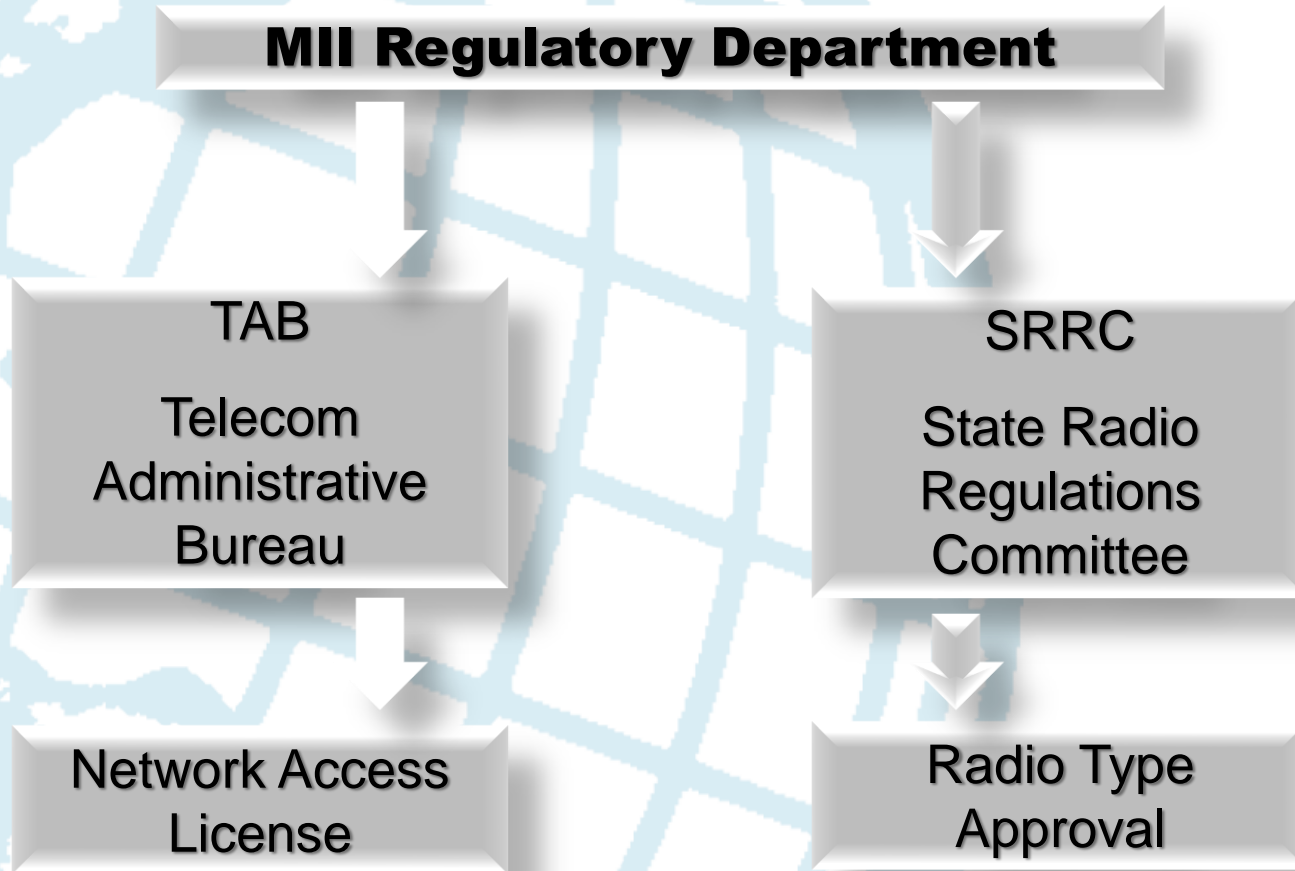 MII Regulatory Department
TAB
Telecom
Administrative
Bureau
SRRC
State Radio
Regulations
Committee
Network Access
License
Radio Type
Approval